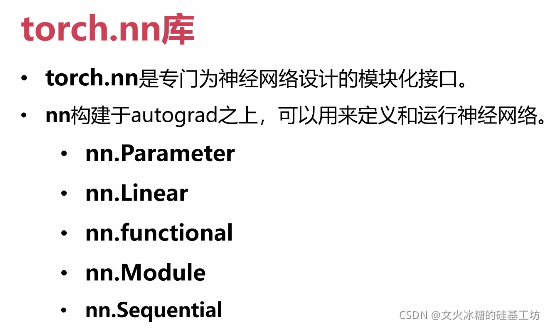 torch.nn库
• torch.nn是专门为神经网络设计的模块化接口。
• nn构建于autograd之上，可以用来定义和运行神经网络。
• nn.Parameter
• nn.Linear
• nn.functional
• nn.Module
• nn.Sequential
CSDN @文火冰糖的硅基工坊